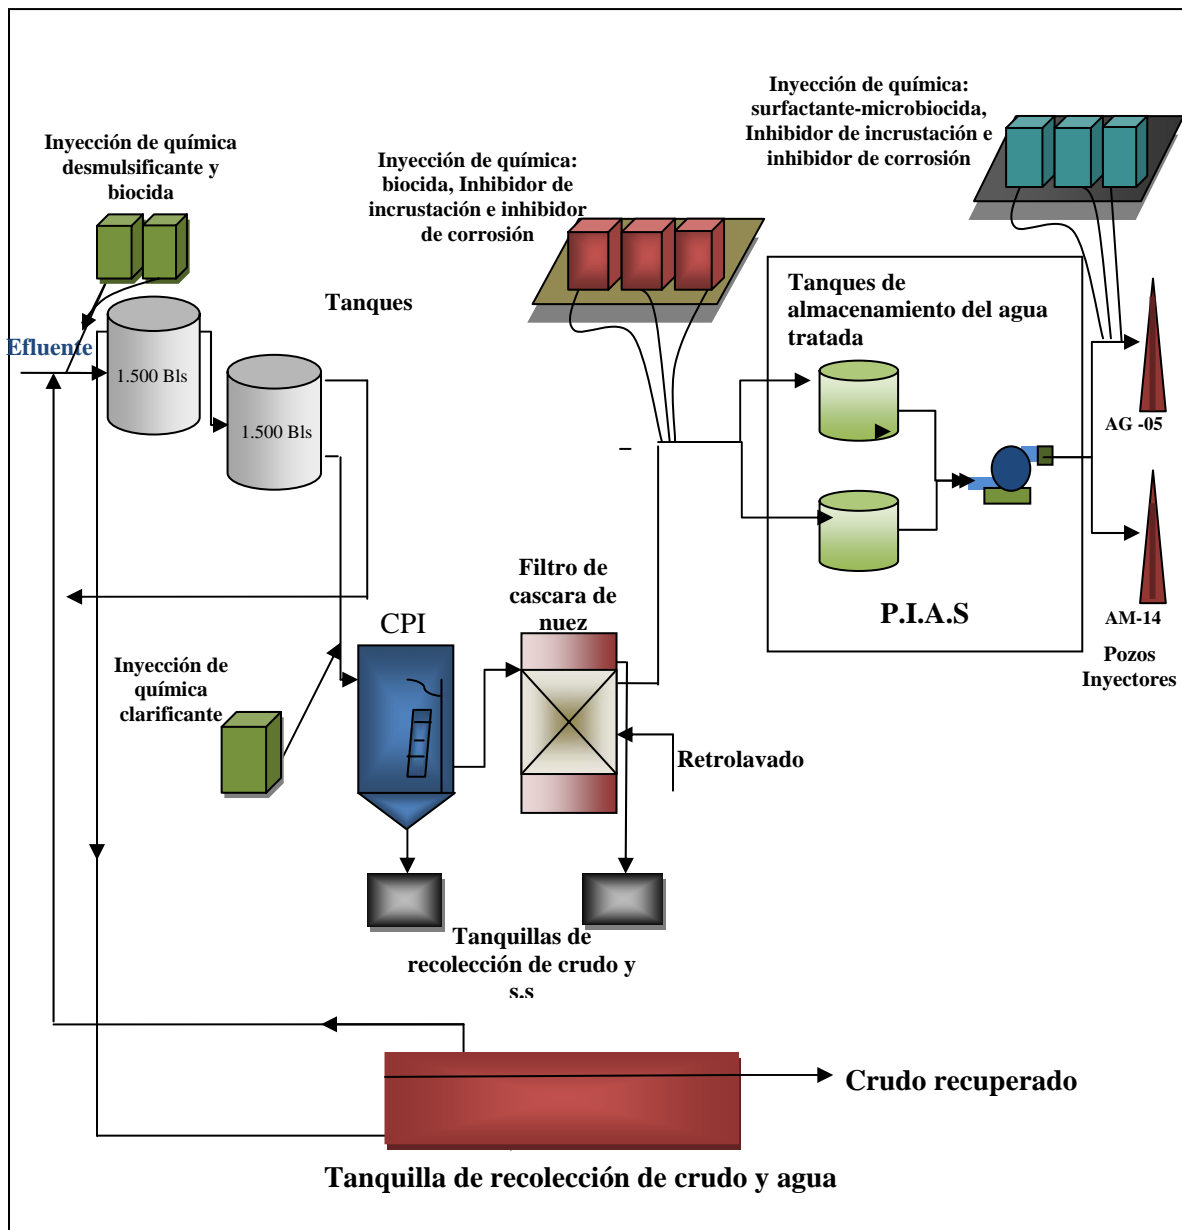 Inyección de química:
surfactante-microbiocida,
Inhibidor de incrustación e
inhibidor de corrosión
Inyección de química
desmulsificante y
biocida
Inyección de química:
biocida, Inhibidor de
incrustación e inhibidor
de corrosión
Tanques
Tanques de
almacenamiento del agua
tratada
Efluente
1.500 Bls
1.500 Bls
AG -05
Filtro de
cascara de
nuez
P.I.A.S
AM-14
CPI
Pozos
Inyectores
Inyección de
química
clarificante
Retrolavado
Tanquillas de
recolección de crudo y
s.s
Crudo recuperado
Tanquilla de recolección de crudo y agua